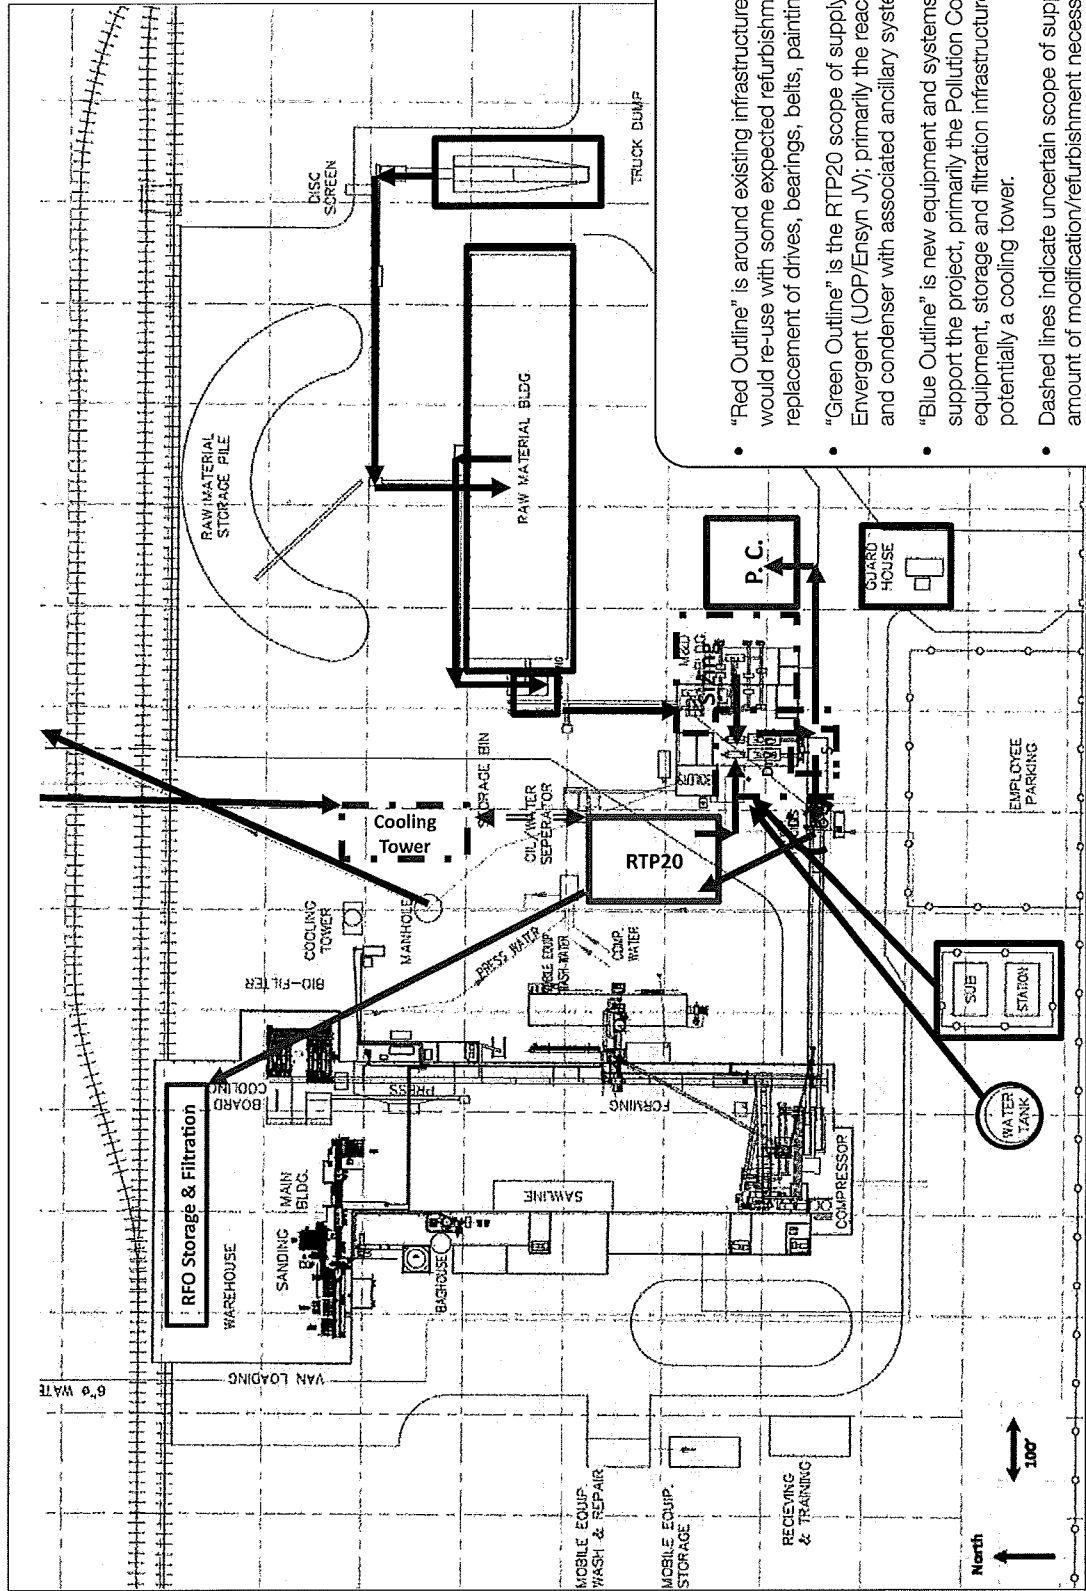 6"ø WATE
RFO Storage & Filtration
WAREHOUSE
VAN LOADING
SANDING
MAIN
BLDG.
BOARD
COOLING
BIO-FILTER
COOLING
TOWER
MANHOLE
Cooling
Tower
STORAGE BIN
OIL/WATER
SEPERATOR
RAW MATERIAL
STORAGE PILE
DISC
SCREEN
TRUCK DUMP
RAW MATERIAL BLDG.
BAGHOUSE
SAWLINE
PRESS
FORMING
PRESS WATER
MOBILE EQUIP
WASH-WATER
COMP
WATER
RTP20
Sizing
P.C.
GUARD
HOUSE
COMPRESSOR
EMPLOYEE
PARKING
SUB
STATION
WATER
TANK
MOBILE EQUIP.
WASH & REPAIR
MOBILE EQUIP.
STORAGE
RECIEVING
& TRAINING
North
100'
• "Red Outline" is around existing infrastructure
would re-use with some expected refurbishm
replacement of drives, bearings, belts, paintin
• "Green Outline" is the RTP20 scope of supply
Envergent (UOP/Ensyn JV); primarily the reac
and condenser with associated ancillary syste
• "Blue Outline" is new equipment and systems
support the project, primarily the Pollution Co
equipment, storage and filtration infrastructure
potentially a cooling tower.
• Dashed lines indicate uncertain scope of supp
amount of modification/refurbishment necess